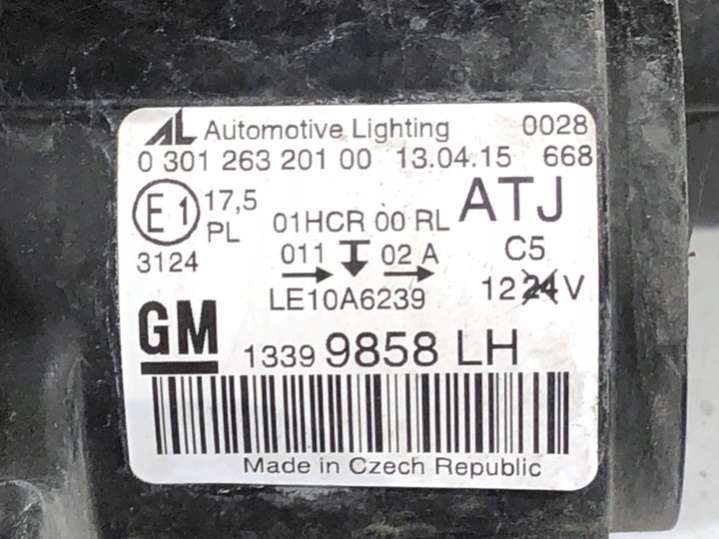 AL Automotive Lighting 0028
0 301 263 201 00 13.04.15 668
E1 17,5 01HCR 00 RL ATJ
PL 011 02 A C5
3124 LE10A6239 12 24 V
GM 1339 9858 LH
Made in Czech Republic